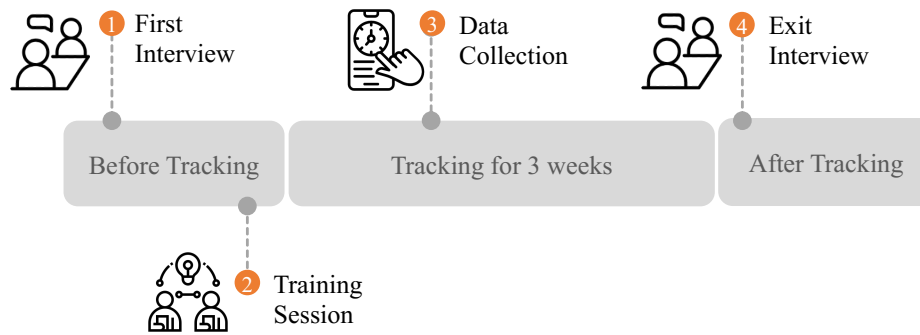 1 First
Interview
3 Data
Collection
4 Exit
Interview
Before Tracking
Tracking for 3 weeks
After Tracking
2 Training
Session